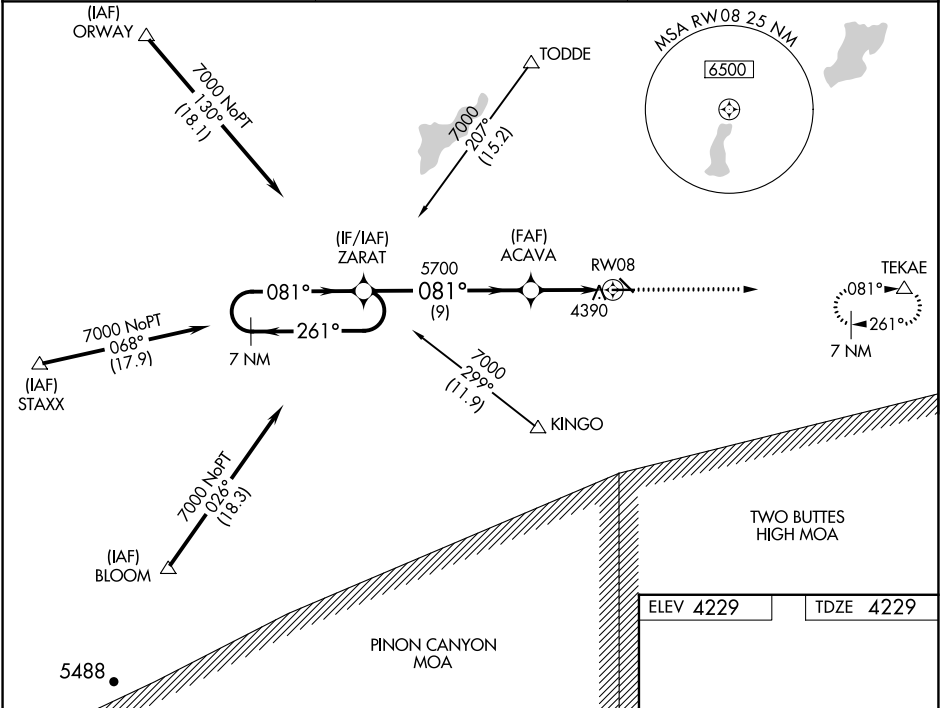 (IAF)
ORWAY
7000 NoPT
130°
(18.1)
TODDE
7000
207°
(15.2)
MSA RW08 25 NM
6500
(IF/IAF)
ZARAT
5700
081°
(9)
(FAF)
ACAVA
RW08
4390
081°
261°
7 NM
TEKAE
081°
261°
7 NM
7000 NoPT
068°
(17.9)
(IAF)
STAXX
7000
299°
(11.9)
KINGO
7000 NoPT
026°
(18.3)
(IAF)
BLOOM
TWO BUTTES
HIGH MOA
PINON CANYON
MOA
ELEV 4229
TDZE 4229
5488